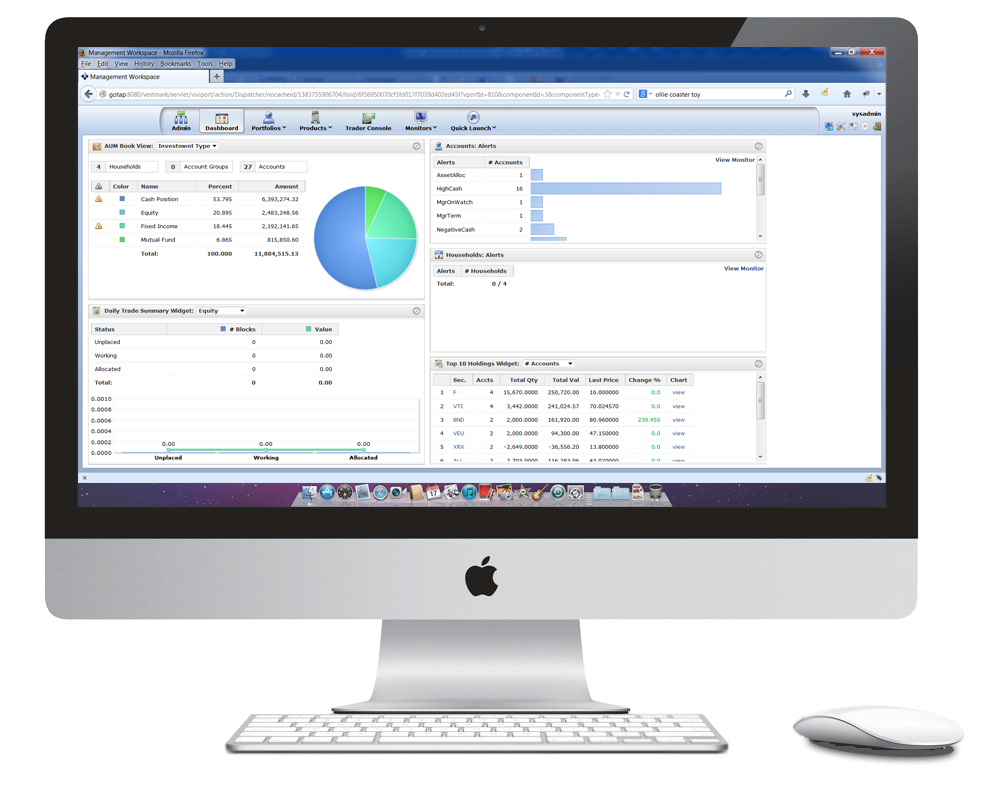 Management Workspace - Mozilla Firefox
File Edit View History Bookmarks Tools Help
Management Workspace
ollie coaster toy
sysadmin
Admin Dashboard Portfolios Products Trader Console Monitors Quick Launch
AUM Book View: Investment Type
4 Households 0 Account Groups 27 Accounts
Color Name Percent Amount
Cash Position 53.795 6,393,274.32
Equity 20.895 2,483,248.56
Fixed Income 18.445 2,192,141.65
Mutual Fund 6.865 815,850.60
Total: 100.000 11,884,515.13
Daily Trade Summary Widget: Equity
Status # Blocks Value
Unplaced 0 0.00
Working 0 0.00
Allocated 0 0.00
Total: 0 0.00
0.0010
0.0008
0.0006
0.0004
0.0002
0.0000
0.00 0.00 0.00
Unplaced Working Allocated
Accounts: Alerts
View Monitor
Alerts # Accounts
AssetAlloc 1
HighCash 16
MgrOnWatch 1
MgrTerm 1
NegativeCash 2
Households: Alerts
View Monitor
Alerts # Households
Total: 0 / 4
Top 10 Holdings Widget: # Accounts
Sec. Accts Total Qty Total Val Last Price Change % Chart
1 F 4 15,670.0000 250,720.00 16.000000 0.0 view
2 VTI 4 3,442.0000 241,024.57 70.024570 0.0 view
3 BND 2 2,000.0000 161,920.00 80.960000 239.455 view
4 VEU 2 2,000.0000 94,300.00 47.150000 0.0 view
5 XRX 2 -2,649.0000 -36,556.20 13.800000 0.0 view
17